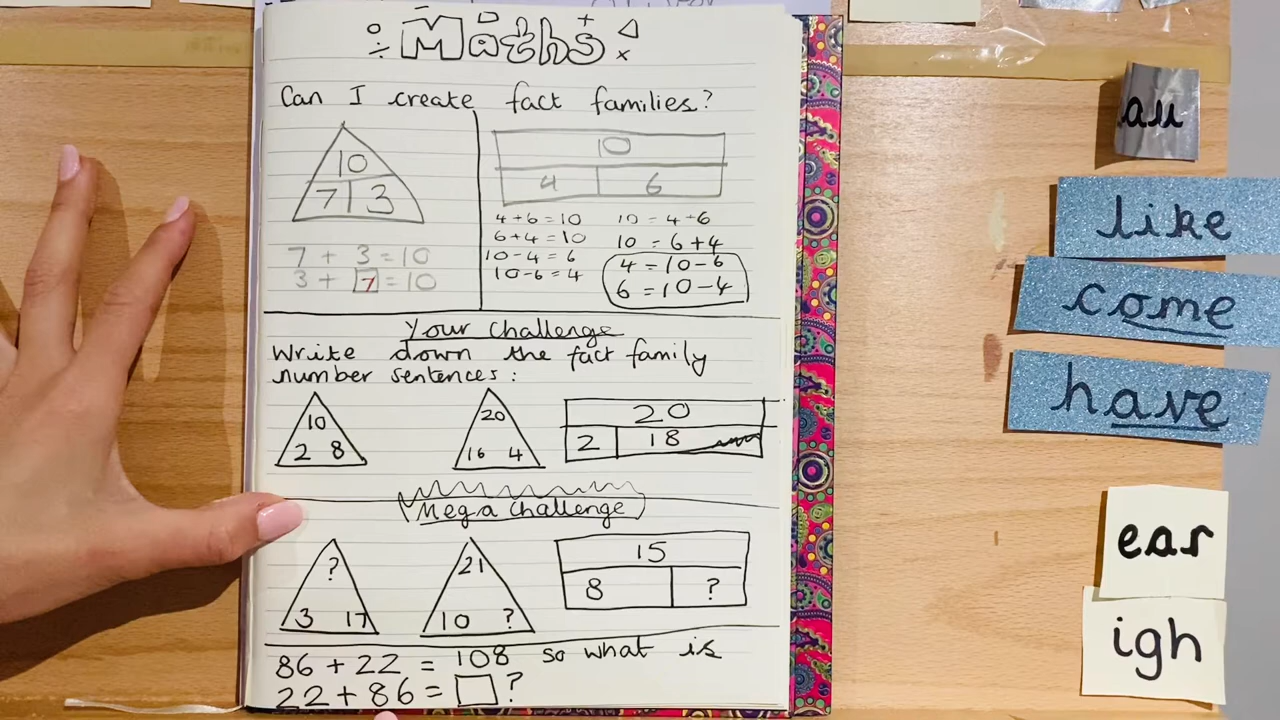 Maths
Can I create fact families?
10
7 3
7 + 3 = 10
3 + 7 = 10
10
4 6
4 + 6 = 10
6 + 4 = 10
10 - 4 = 6
10 - 6 = 4
10 = 4 + 6
10 = 6 + 4
4 = 10 - 6
6 = 10 - 4
Your Challenge
Write down the fact family
number sentences:
10
2 8
20
16 4
20
2 18
Mega Challenge
?
3 17
21
10 ?
15
8 ?
86 + 22 = 108 so what is
22 + 86 = □?
au
like
come
have
ear
igh